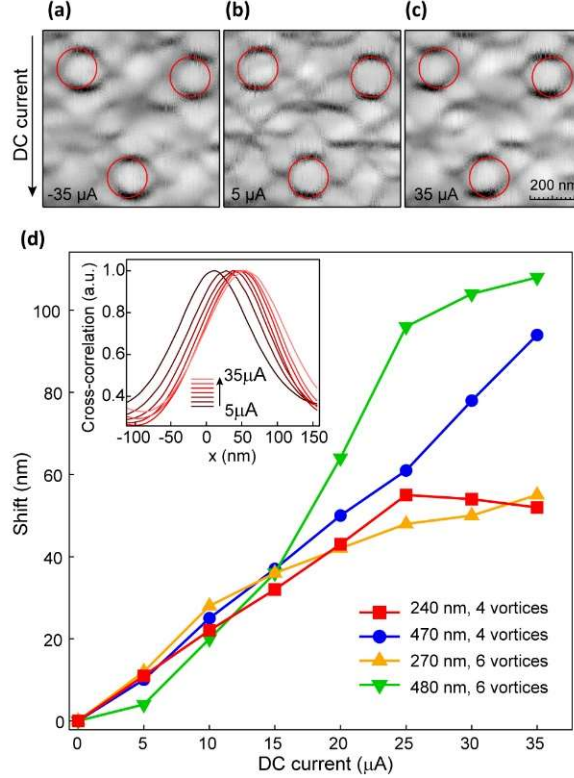 (a)
(b)
(c)
DC current
-35 µA
5 µA
35 µA
200 nm
(d)
Cross-correlation (a.u.)
1.0
0.8
0.6
0.4
35µA
5µA
-100 -50 0 50 100 150
x (nm)
Shift (nm)
100
80
60
40
20
0
240 nm, 4 vortices
470 nm, 4 vortices
270 nm, 6 vortices
480 nm, 6 vortices
0 5 10 15 20 25 30 35
DC current (µA)